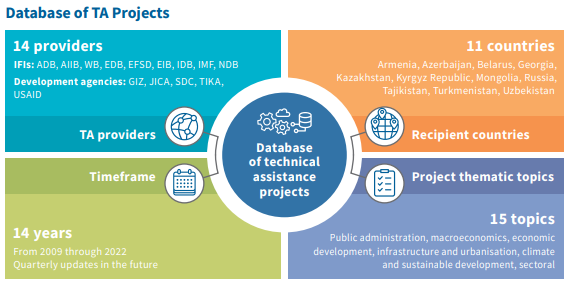 Database of TA Projects
14 providers
IFIs: ADB, AIIB, WB, EDB, EFSD, EIB, IDB, IMF, NDB
Development agencies: GIZ, JICA, SDC, TIKA,
USAID
TA providers
11 countries
Armenia, Azerbaijan, Belarus, Georgia,
Kazakhstan, Kyrgyz Republic, Mongolia, Russia,
Tajikistan, Turkmenistan, Uzbekistan
Recipient countries
Database
of technical
assistance
projects
Timeframe
14 years
From 2009 through 2022
Quarterly updates in the future
Project thematic topics
15 topics
Public administration, macroeconomics, economic
development, infrastructure and urbanisation, climate
and sustainable development, sectoral